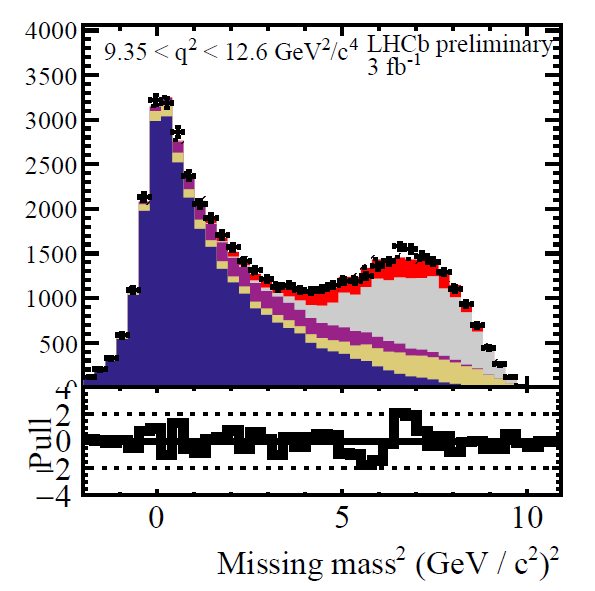 9.35 < q² < 12.6 GeV²/c⁴
LHCb preliminary
3 fb⁻¹
4000
3500
3000
2500
2000
1500
1000
500
0
Pull
4
2
0
−2
−4
0 5 10
Missing mass² (GeV / c²)²